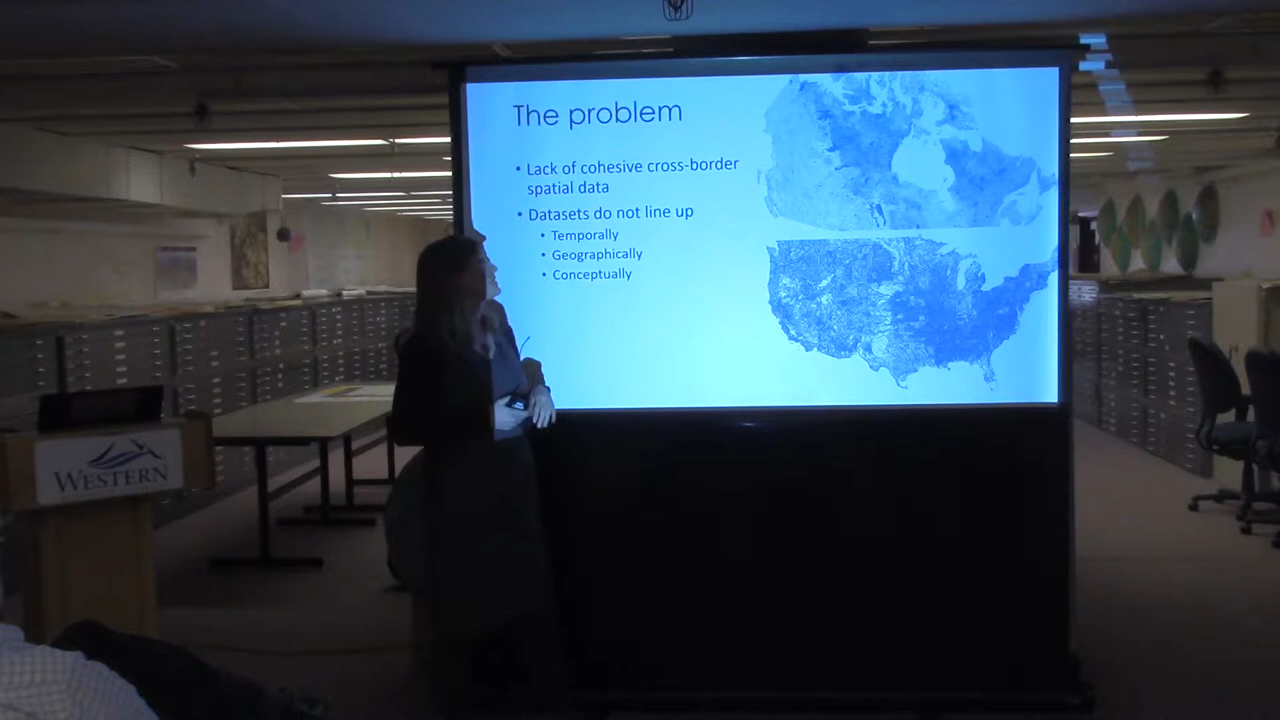 The problem
• Lack of cohesive cross-border
spatial data
• Datasets do not line up
• Temporally
• Geographically
• Conceptually
WESTERN